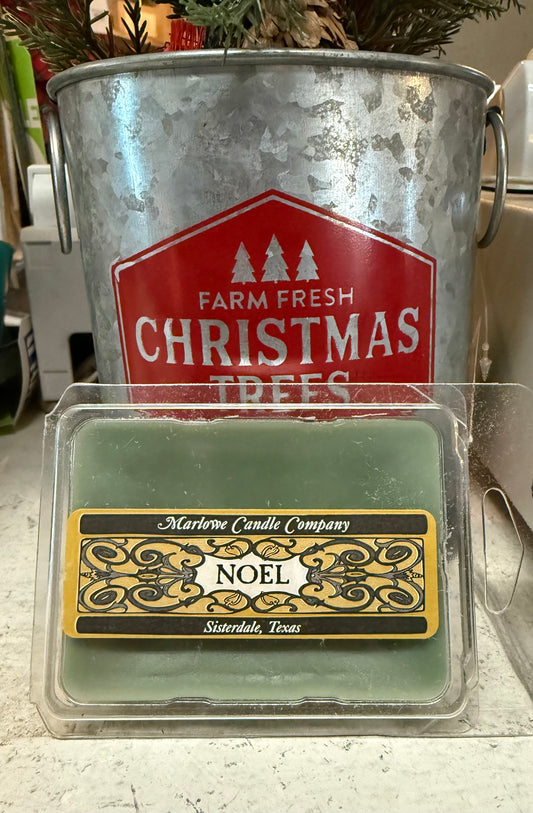 FARM FRESH
CHRISTMAS
TREES
Marlowe Candle Company
NOEL
Sisterdale, Texas